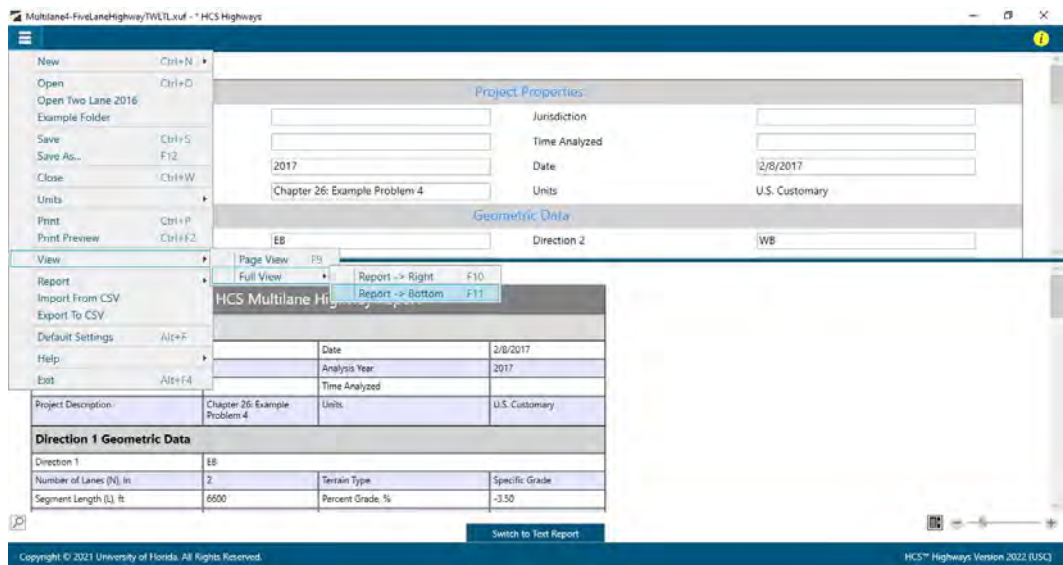 Multilane4-FiveLaneHighwayTWLTL.xuf - * HCS Highways
New Ctrl+N
Open Ctrl+O
Open Two Lane 2016
Example Folder
Save Ctrl+S
Save As... F12
Close Ctrl+W
Units
Print Ctrl+P
Print Preview Ctrl+F2
View
Report
Import From CSV
Export To CSV
Default Settings Alt+F
Help
Exit Alt+F4
Page View F9
Full View
Report -> Right F10
Report -> Bottom F11
Project Properties
Jurisdiction
Time Analyzed
2017 Date 2/8/2017
Chapter 26: Example Problem 4 Units U.S. Customary
Geometric Data
EB Direction 2 WB
HCS Multilane
Date 2/8/2017
Analysis Year 2017
Time Analyzed
Project Description Chapter 26: Example Problem 4 Units U.S. Customary
Direction 1 Geometric Data
Direction 1 EB
Number of Lanes (N), ln 2 Terrain Type Specific Grade
Segment Length (L), ft 6600 Percent Grade, % -3.50
Switch to Text Report
Copyright © 2021 University of Florida. All Rights Reserved. HCS™ Highways Version 2022 (USC)